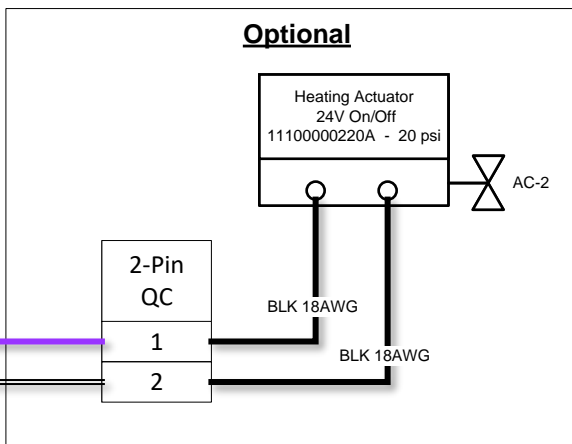 Optional
Heating Actuator
24V On/Off
11100000220A - 20 psi
AC-2
2-Pin
QC
BLK 18AWG
1
BLK 18AWG
2